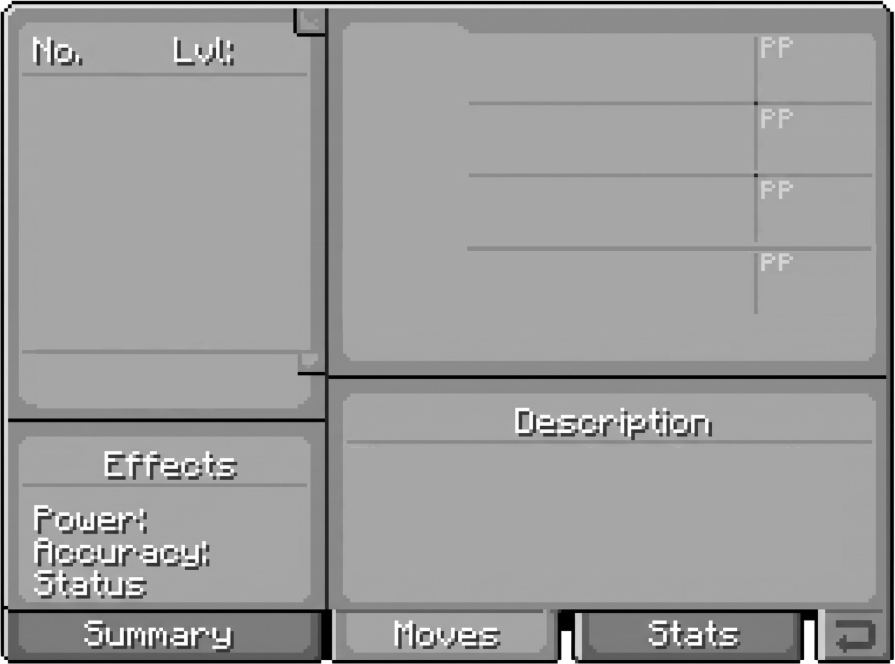 No. Lvl:
PP
PP
PP
PP
Description
Effects
Power:
Accuracy:
Status
Summary Moves Stats